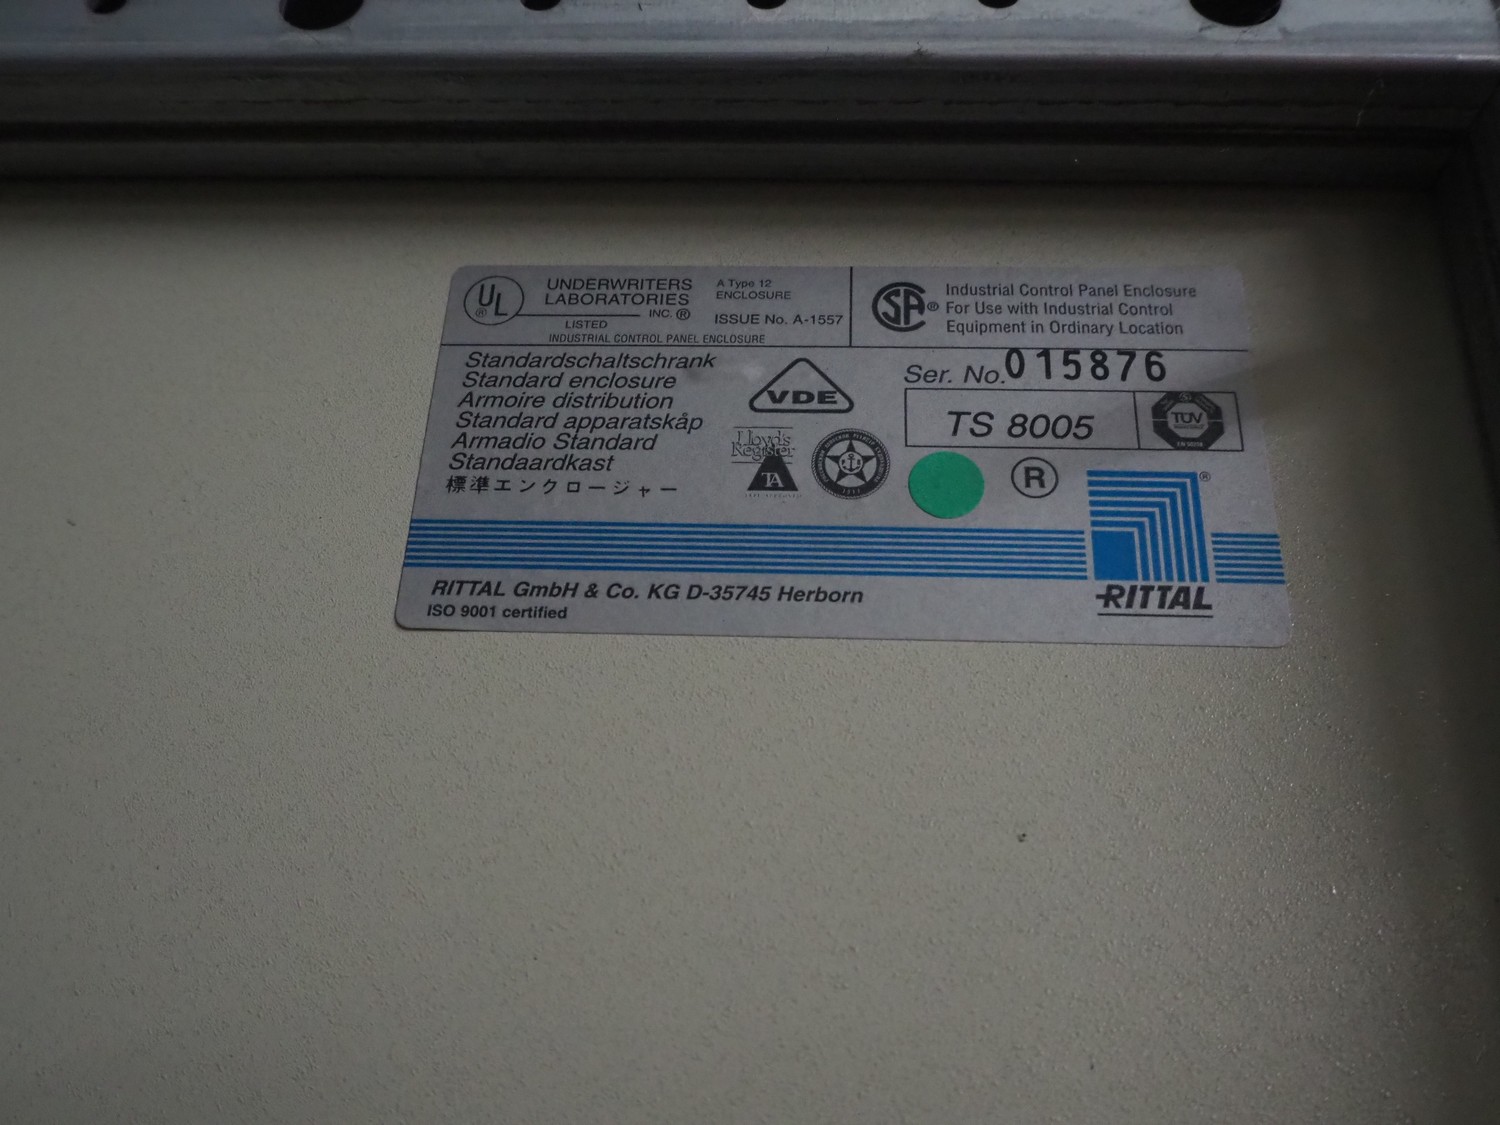 UL ®
UNDERWRITERS
LABORATORIES
INC. ®
LISTED
INDUSTRIAL CONTROL PANEL ENCLOSURE
A Type 12
ENCLOSURE
ISSUE No. A-1557
SA ®
Industrial Control Panel Enclosure
For Use with Industrial Control
Equipment in Ordinary Location
Standardschaltschrank
Standard enclosure
Armoire distribution
Standard apparatskåp
Armadio Standard
Standaardkast
標準エンクロージャー
VDE
Lloyd's
Register
TA
Ser. No. 015876
TS 8005
TÜV
R
®
RITTAL
RITTAL GmbH & Co. KG D-35745 Herborn
ISO 9001 certified